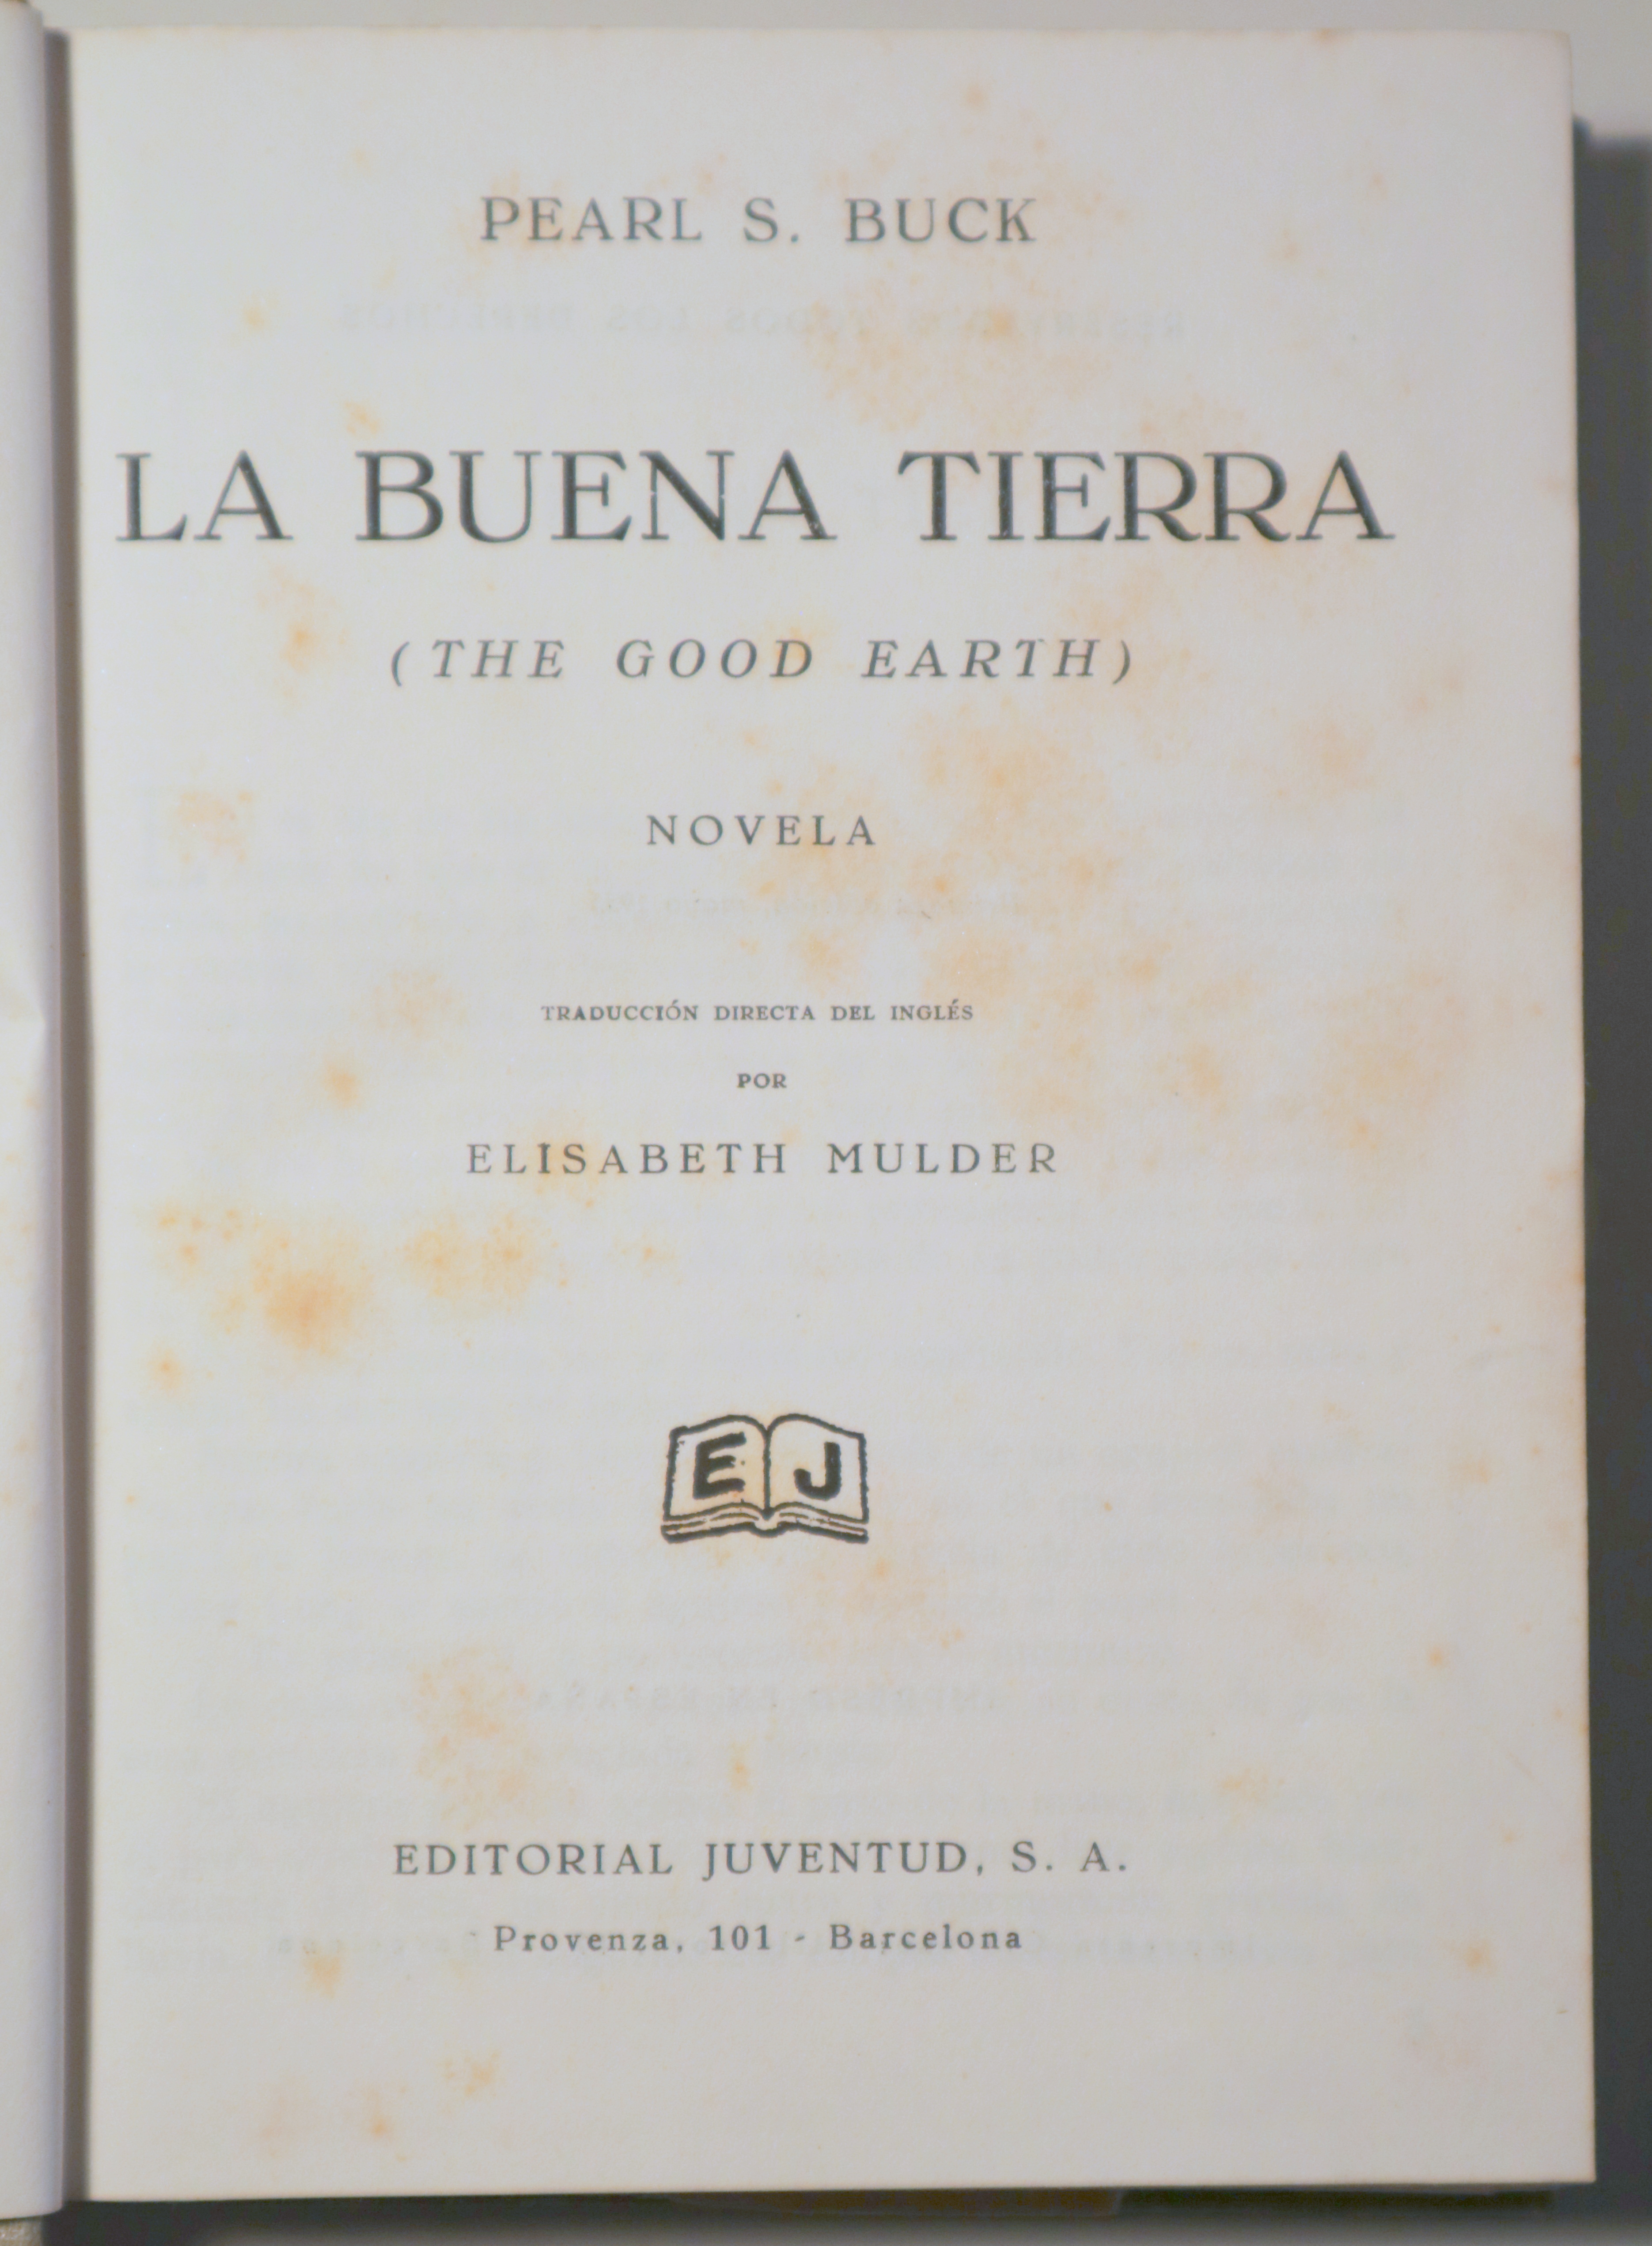 PEARL S. BUCK
LA BUENA TIERRA
(THE GOOD EARTH)
NOVELA
TRADUCCIÓN DIRECTA DEL INGLÉS
POR
ELISABETH MULDER
E J
EDITORIAL JUVENTUD, S. A.
Provenza, 101 - Barcelona